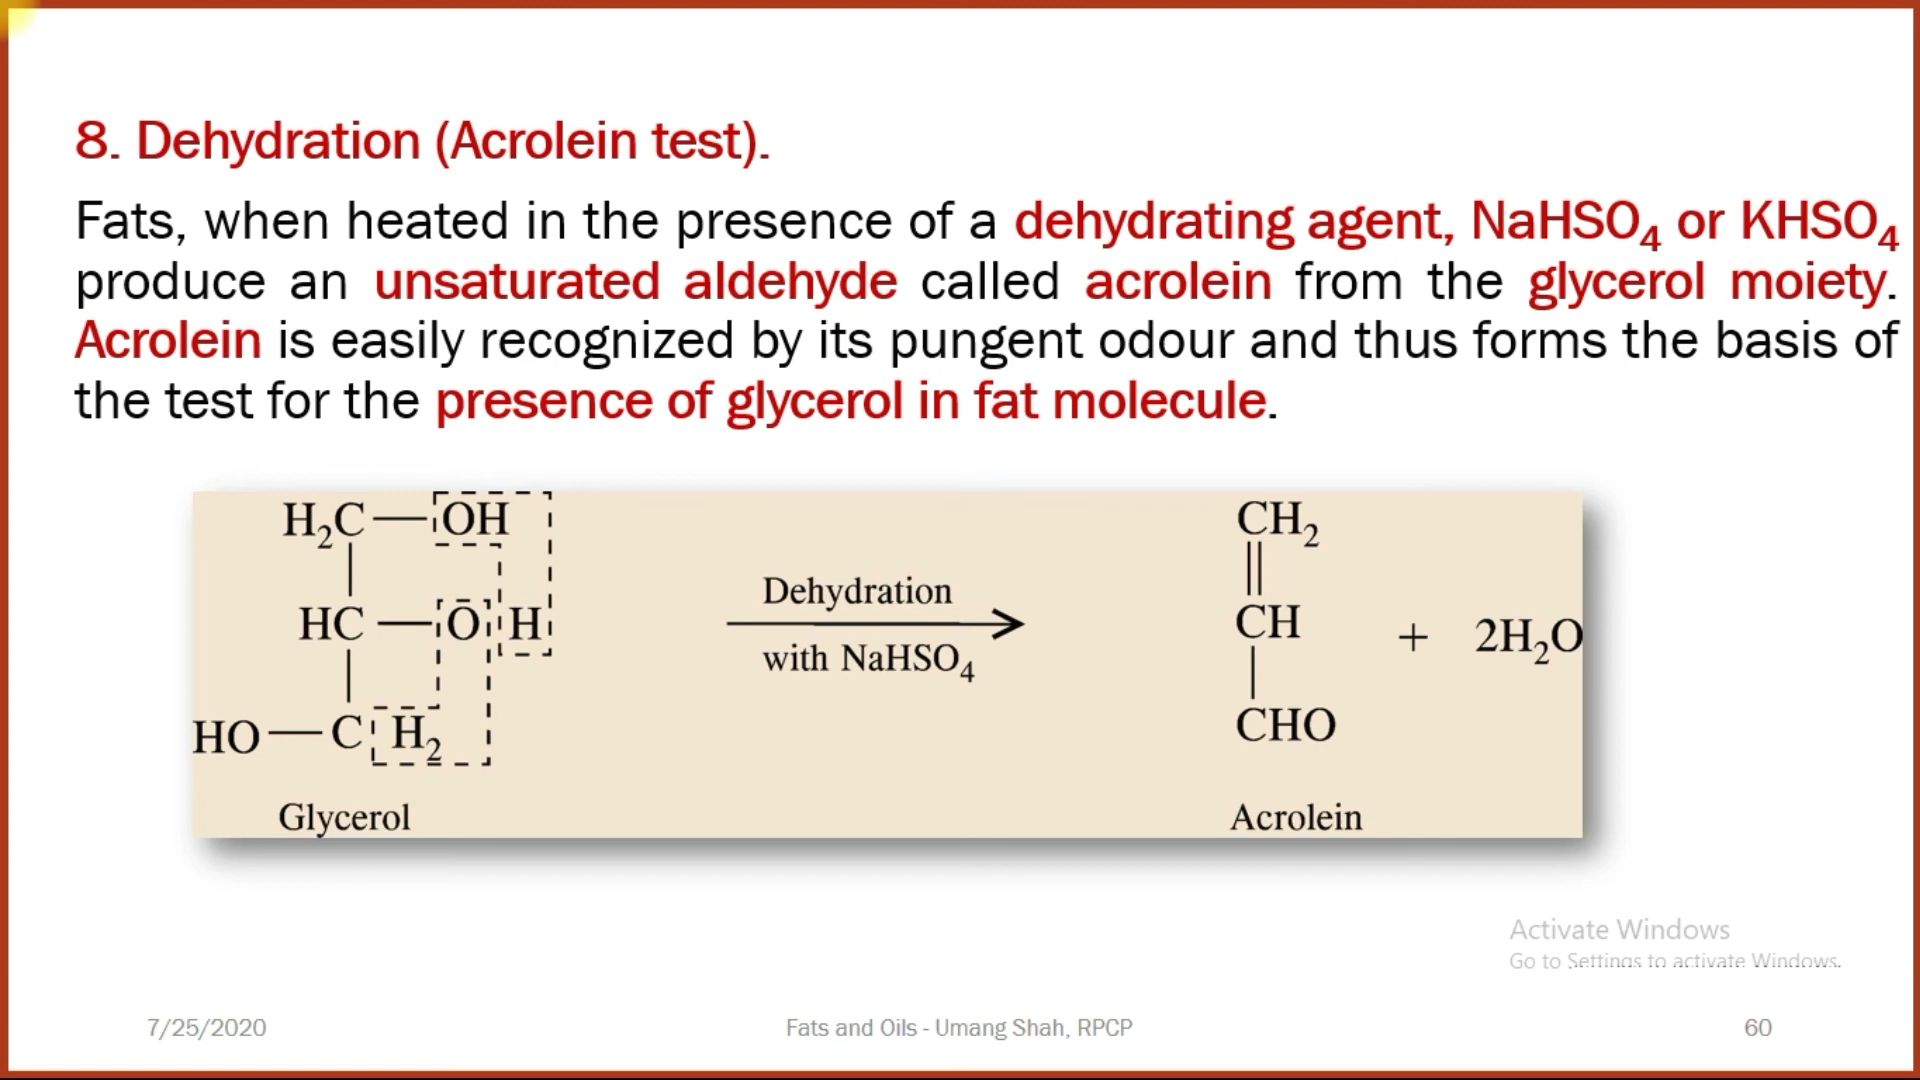 8. Dehydration (Acrolein test).
Fats, when heated in the presence of a dehydrating agent, NaHSO₄ or KHSO₄
produce an unsaturated aldehyde called acrolein from the glycerol moiety.
Acrolein is easily recognized by its pungent odour and thus forms the basis of
the test for the presence of glycerol in fat molecule.
H₂C — OH
HC — O H
HO — C H₂
Glycerol
Dehydration
with NaHSO₄
CH₂
CH
CHO
Acrolein
+ 2H₂O
Activate Windows
Go to Settings to activate Windows.
7/25/2020
Fats and Oils - Umang Shah, RPCP
60